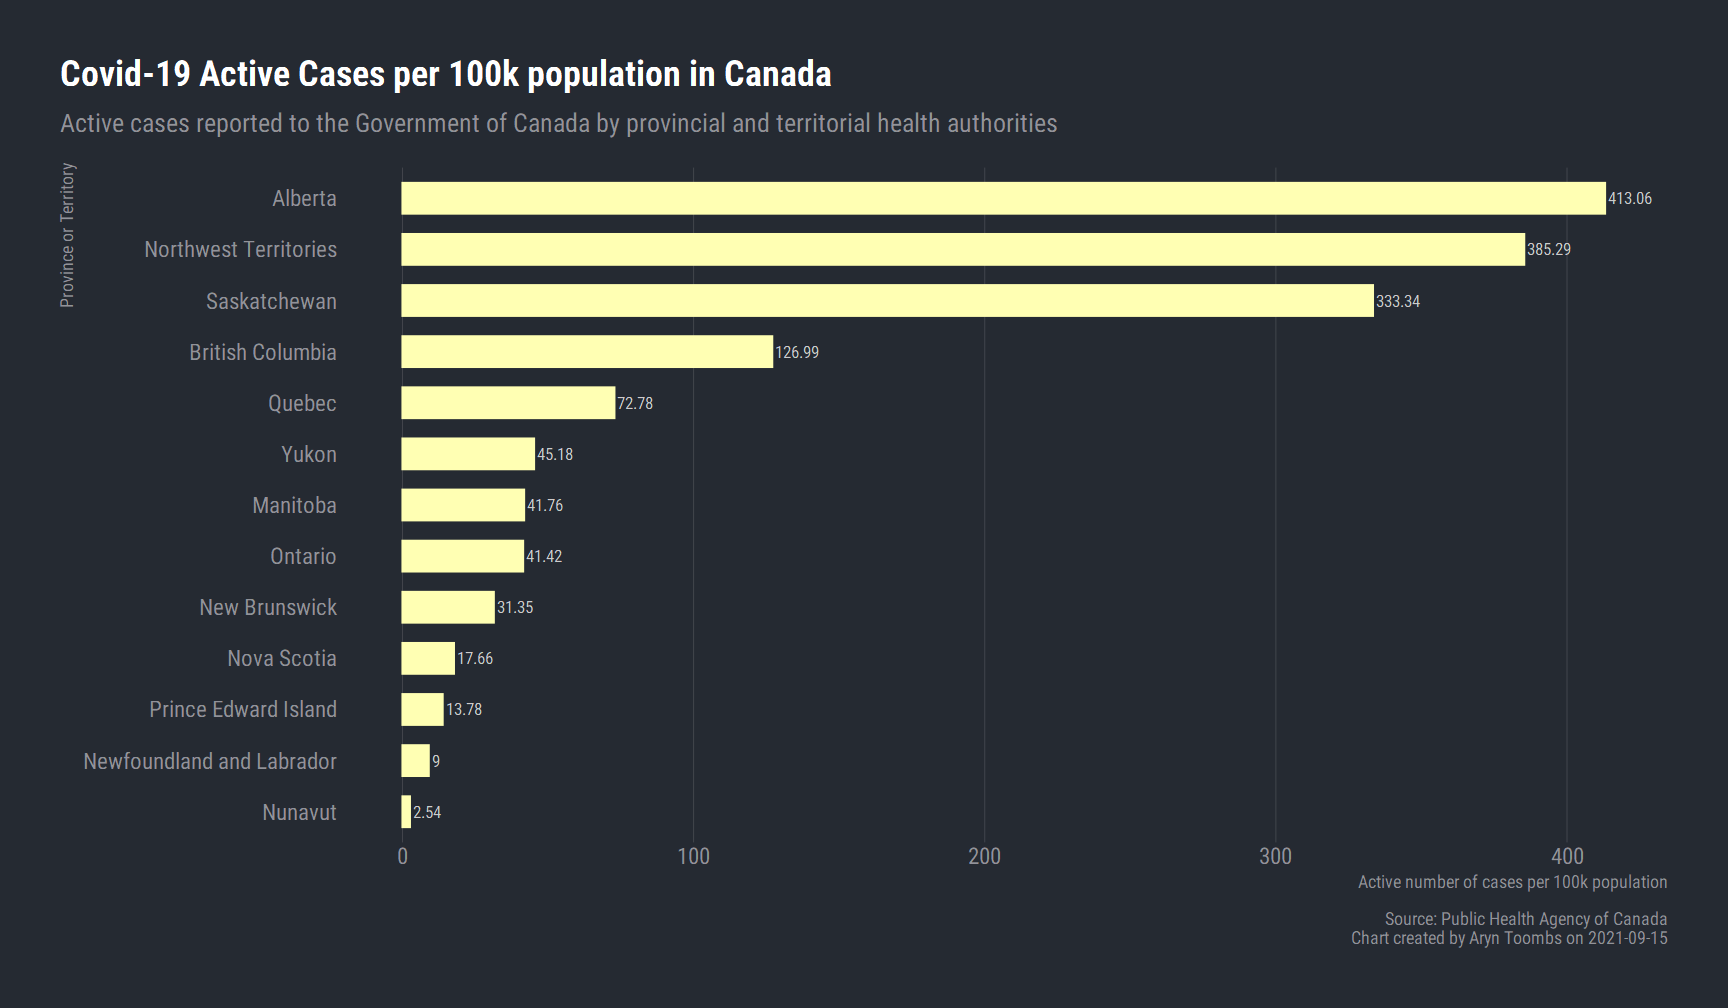 Covid-19 Active Cases per 100k population in Canada
Active cases reported to the Government of Canada by provincial and territorial health authorities
Province or Territory
Alberta 413.06
Northwest Territories 385.29
Saskatchewan 333.34
British Columbia 126.99
Quebec 72.78
Yukon 45.18
Manitoba 41.76
Ontario 41.42
New Brunswick 31.35
Nova Scotia 17.66
Prince Edward Island 13.78
Newfoundland and Labrador 9
Nunavut 2.54
0 100 200 300 400
Active number of cases per 100k population
Source: Public Health Agency of Canada
Chart created by Aryn Toombs on 2021-09-15